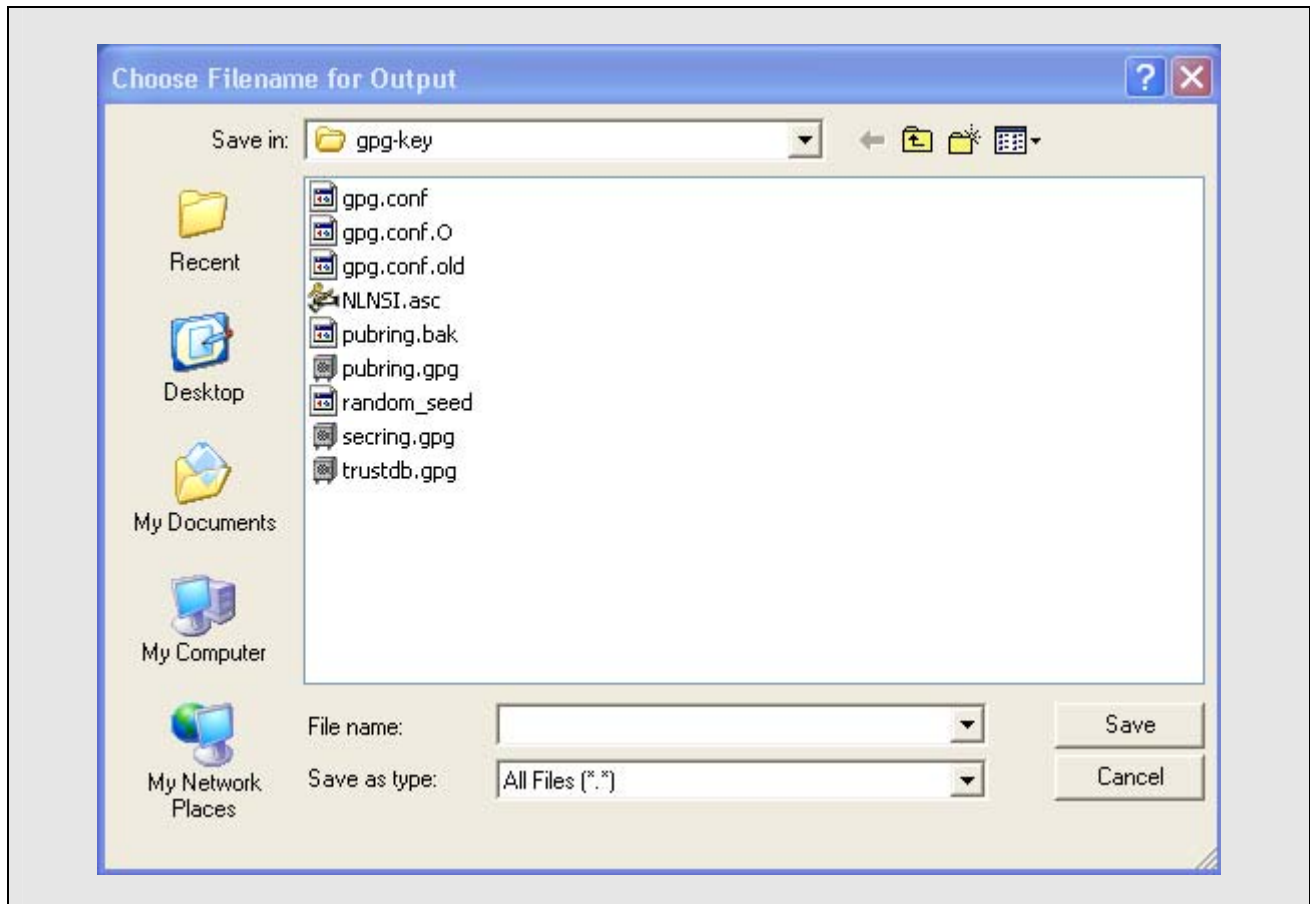 Choose Filename for Output
Save in:
gpg-key
Recent
Desktop
My Documents
My Computer
My Network
Places
gpg.conf
gpg.conf.O
gpg.conf.old
NLNSI.asc
pubring.bak
pubring.gpg
random_seed
secring.gpg
trustdb.gpg
File name:
Save
Save as type:
All Files (*.*)
Cancel